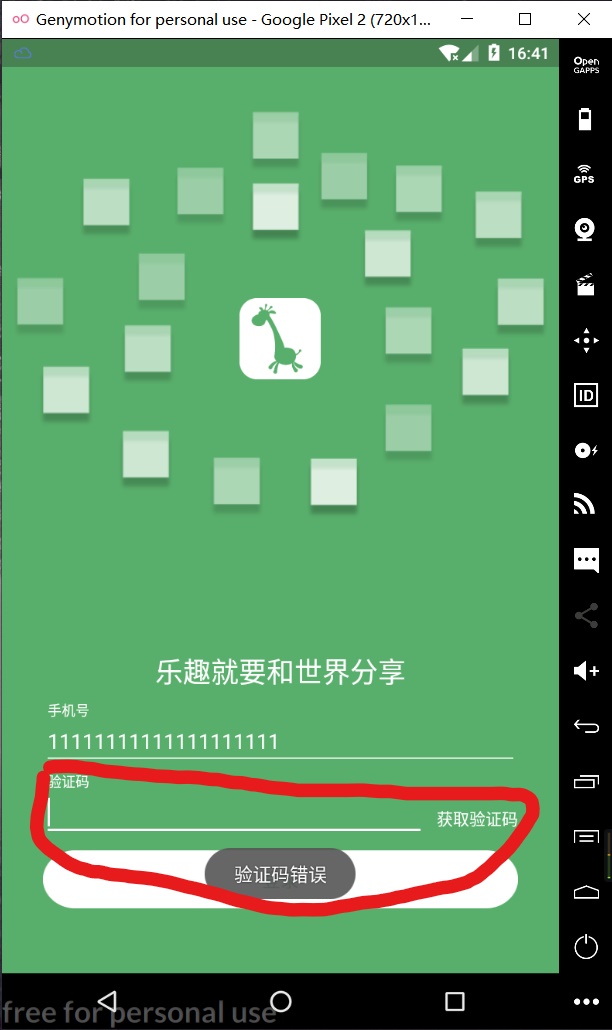 Genymotion for personal use - Google Pixel 2 (720x1...
16:41
Open
GAPPS
GPS
ID
乐趣就要和世界分享
手机号
11111111111111111111
验证码
获取验证码
验证码错误
free for personal use